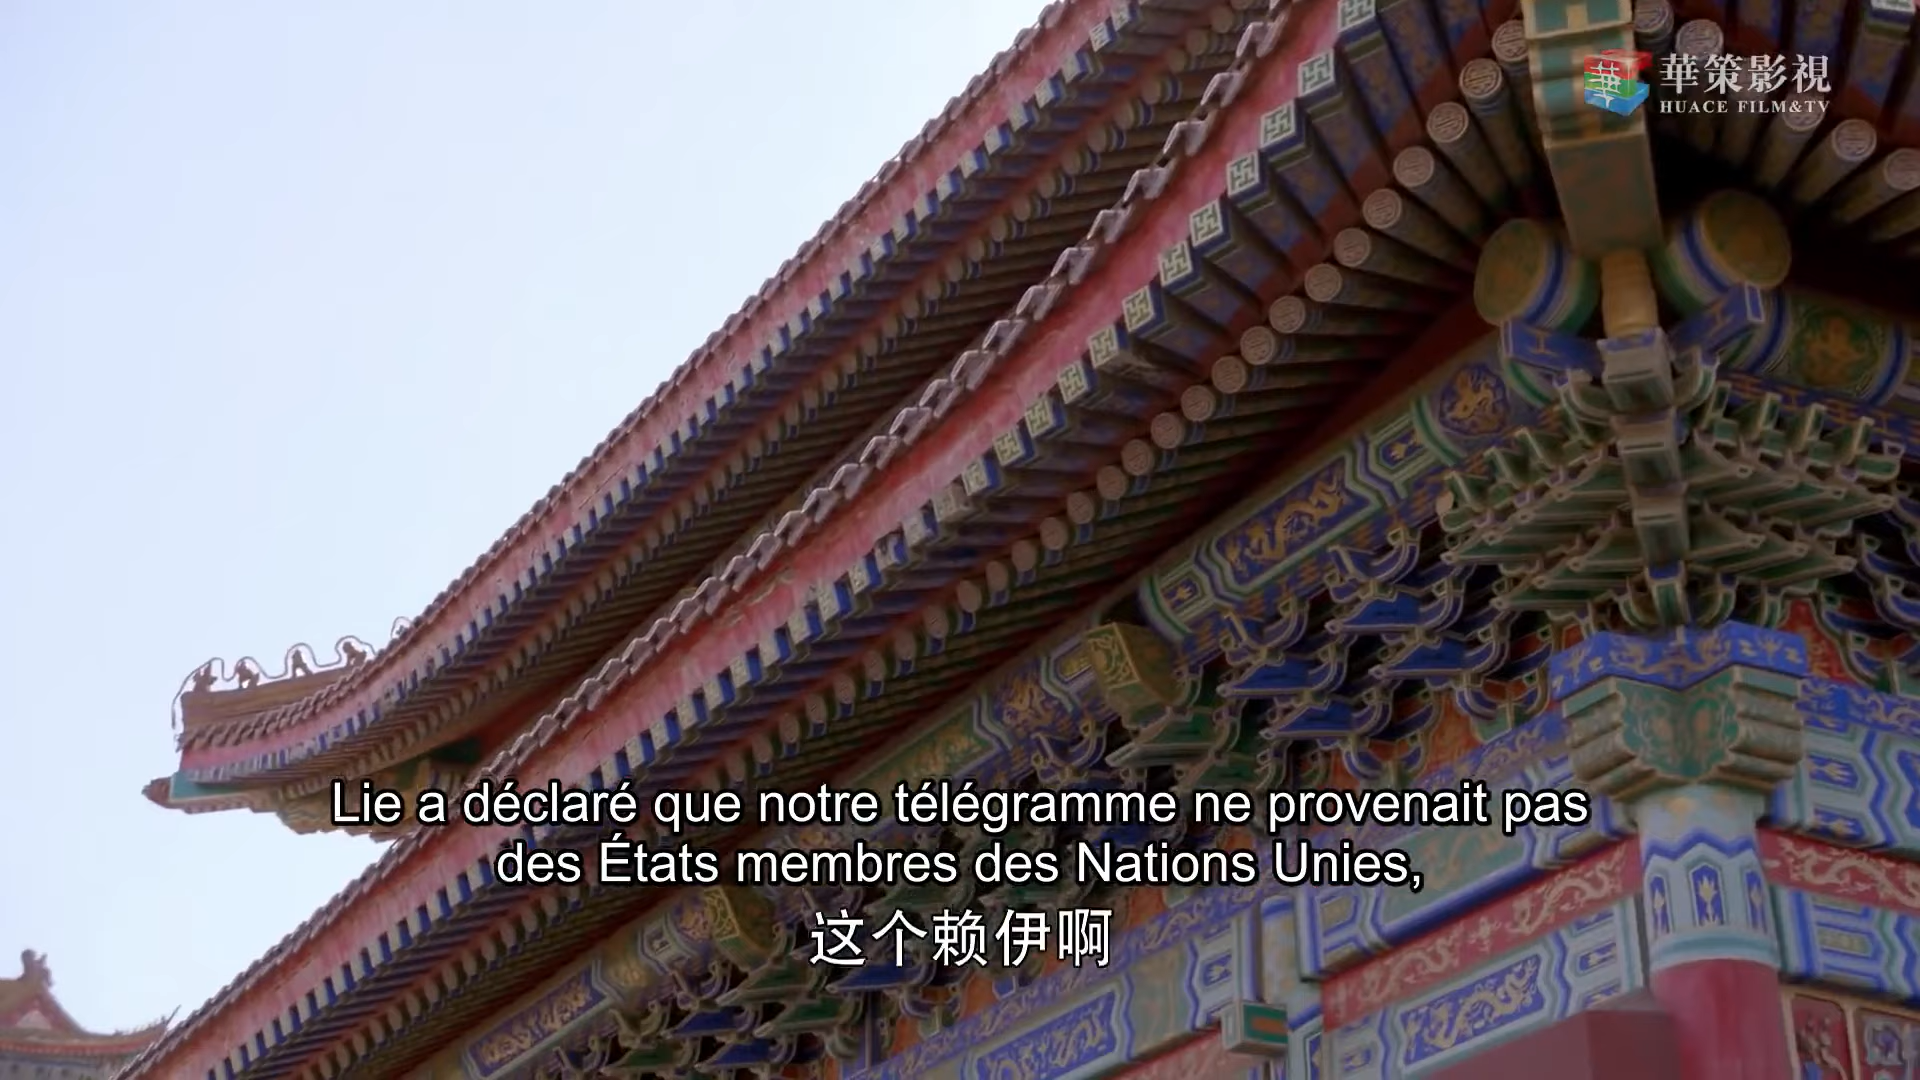 華策影視
HUACE FILM&TV
Lie a déclaré que notre télégramme ne provenait pas
des États membres des Nations Unies,
这个赖伊啊